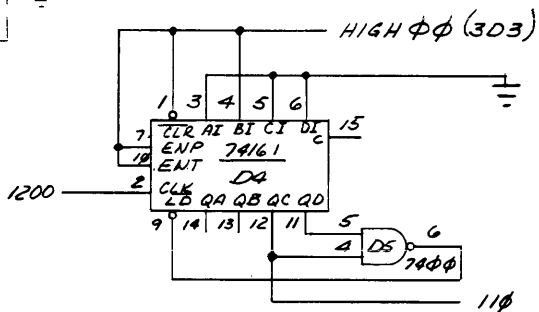 HIGH ΦΦ (3D3)
1 3 4 5 6
CLR AI BI CI DI
7 ENP 74161 C 15
10 ENT D4
1200 2 CLK
LD QA QB QC QD
9 14 13 12 11
5 6
4 D5
74ΦΦ
11Φ